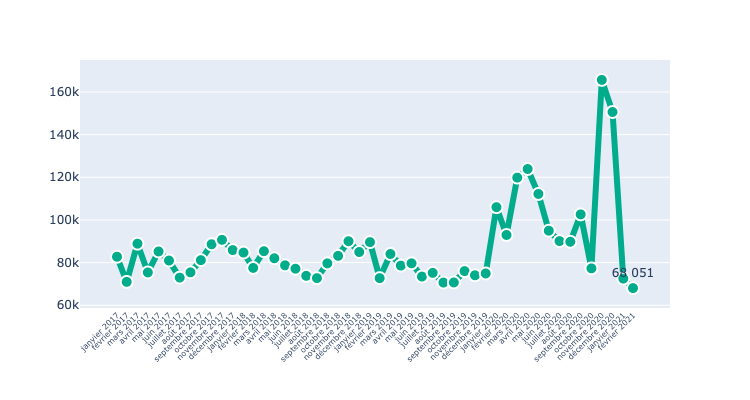 160k
140k
120k
100k
80k
60k
68 051
janvier 2017
février 2017
mars 2017
avril 2017
mai 2017
juin 2017
juillet 2017
août 2017
septembre 2017
octobre 2017
novembre 2017
décembre 2017
janvier 2018
février 2018
mars 2018
avril 2018
mai 2018
juin 2018
juillet 2018
août 2018
septembre 2018
octobre 2018
novembre 2018
décembre 2018
janvier 2019
février 2019
mars 2019
avril 2019
mai 2019
juin 2019
juillet 2019
août 2019
septembre 2019
octobre 2019
novembre 2019
décembre 2019
janvier 2020
février 2020
mars 2020
avril 2020
mai 2020
juin 2020
juillet 2020
août 2020
septembre 2020
octobre 2020
novembre 2020
décembre 2020
janvier 2021
février 2021